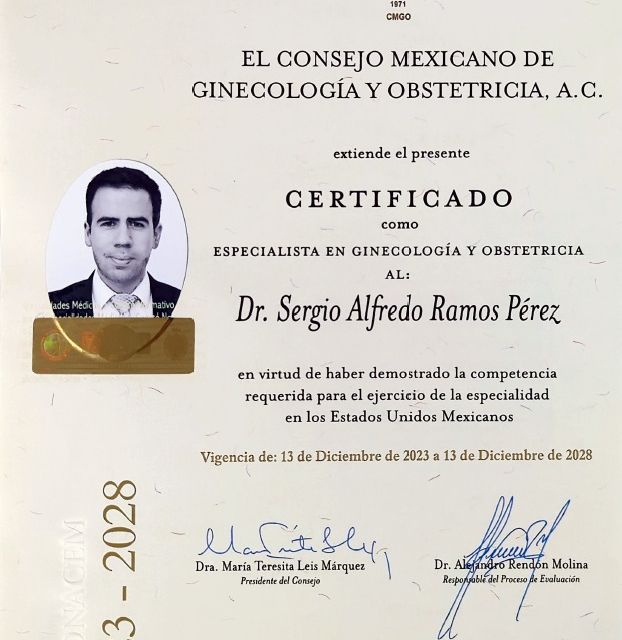 1971
CMGO
EL CONSEJO MEXICANO DE
GINECOLOGÍA Y OBSTETRICIA, A.C.
extiende el presente
CERTIFICADO
como
ESPECIALISTA EN GINECOLOGÍA Y OBSTETRICIA
AL:
Dr. Sergio Alfredo Ramos Pérez
en virtud de haber demostrado la competencia
requerida para el ejercicio de la especialidad
en los Estados Unidos Mexicanos
Vigencia de: 13 de Diciembre de 2023 a 13 de Diciembre de 2028
Dra. María Teresita Leis Márquez
Presidente del Consejo
Dr. Alejandro Rendón Molina
Responsable del Proceso de Evaluación
3 - 2028
NACEM